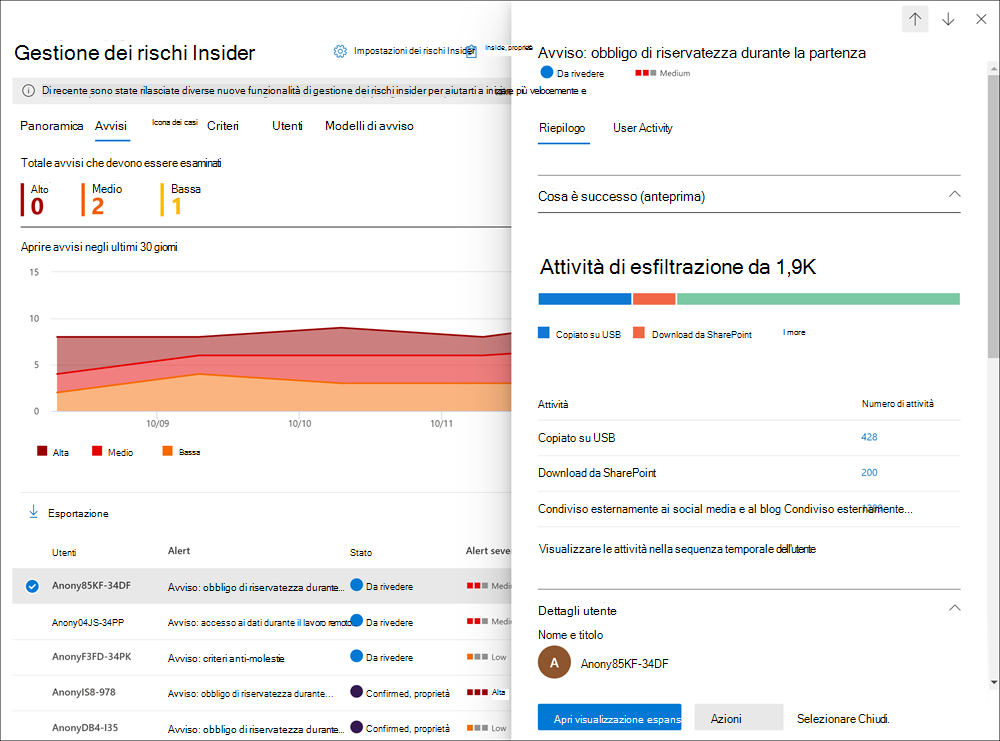 Gestione dei rischi Insider
Impostazioni dei rischi Insider
Inside, proprietà
Di recente sono state rilasciate diverse nuove funzionalità di gestione dei rischi insider per aiutarti a iniziare più velocemente e
Panoramica Avvisi Icona dei casi Criteri Utenti Modelli di avviso
Totale avvisi che devono essere esaminati
Alto Medio Bassa
0 2 1
Aprire avvisi negli ultimi 30 giorni
15
10
5
0
10/09 10/10 10/11
Alta Medio Bassa
Esportazione
Utenti Alert Stato Alert seve
Anony85KF-34DF Avviso: obbligo di riservatezza durante... Da rivedere Medi
Anony04JS-34PP Avviso: accesso ai dati durante il lavoro remoto Da rivedere Medi
AnonyF3FD-34PK Avviso: criteri anti-molestie Da rivedere Low
AnonyIS8-978 Avviso: obbligo di riservatezza durante... Confirmed, proprietà Alta
AnonyDB4-I35 Avviso: obbligo di riservatezza durante... Confirmed, proprietà Low
Avviso: obbligo di riservatezza durante la partenza
Da rivedere Medium
Riepilogo User Activity
Cosa è successo (anteprima)
Attività di esfiltrazione da 1,9K
Copiato su USB Download da SharePoint I more
Attività Numero di attività
Copiato su USB 428
Download da SharePoint 200
Condiviso esternamente ai social media e al blog Condiviso esternamente...
Visualizzare le attività nella sequenza temporale dell'utente
Dettagli utente
Nome e titolo
A Anony85KF-34DF
Apri visualizzazione espans Azioni Selezionare Chiudi.